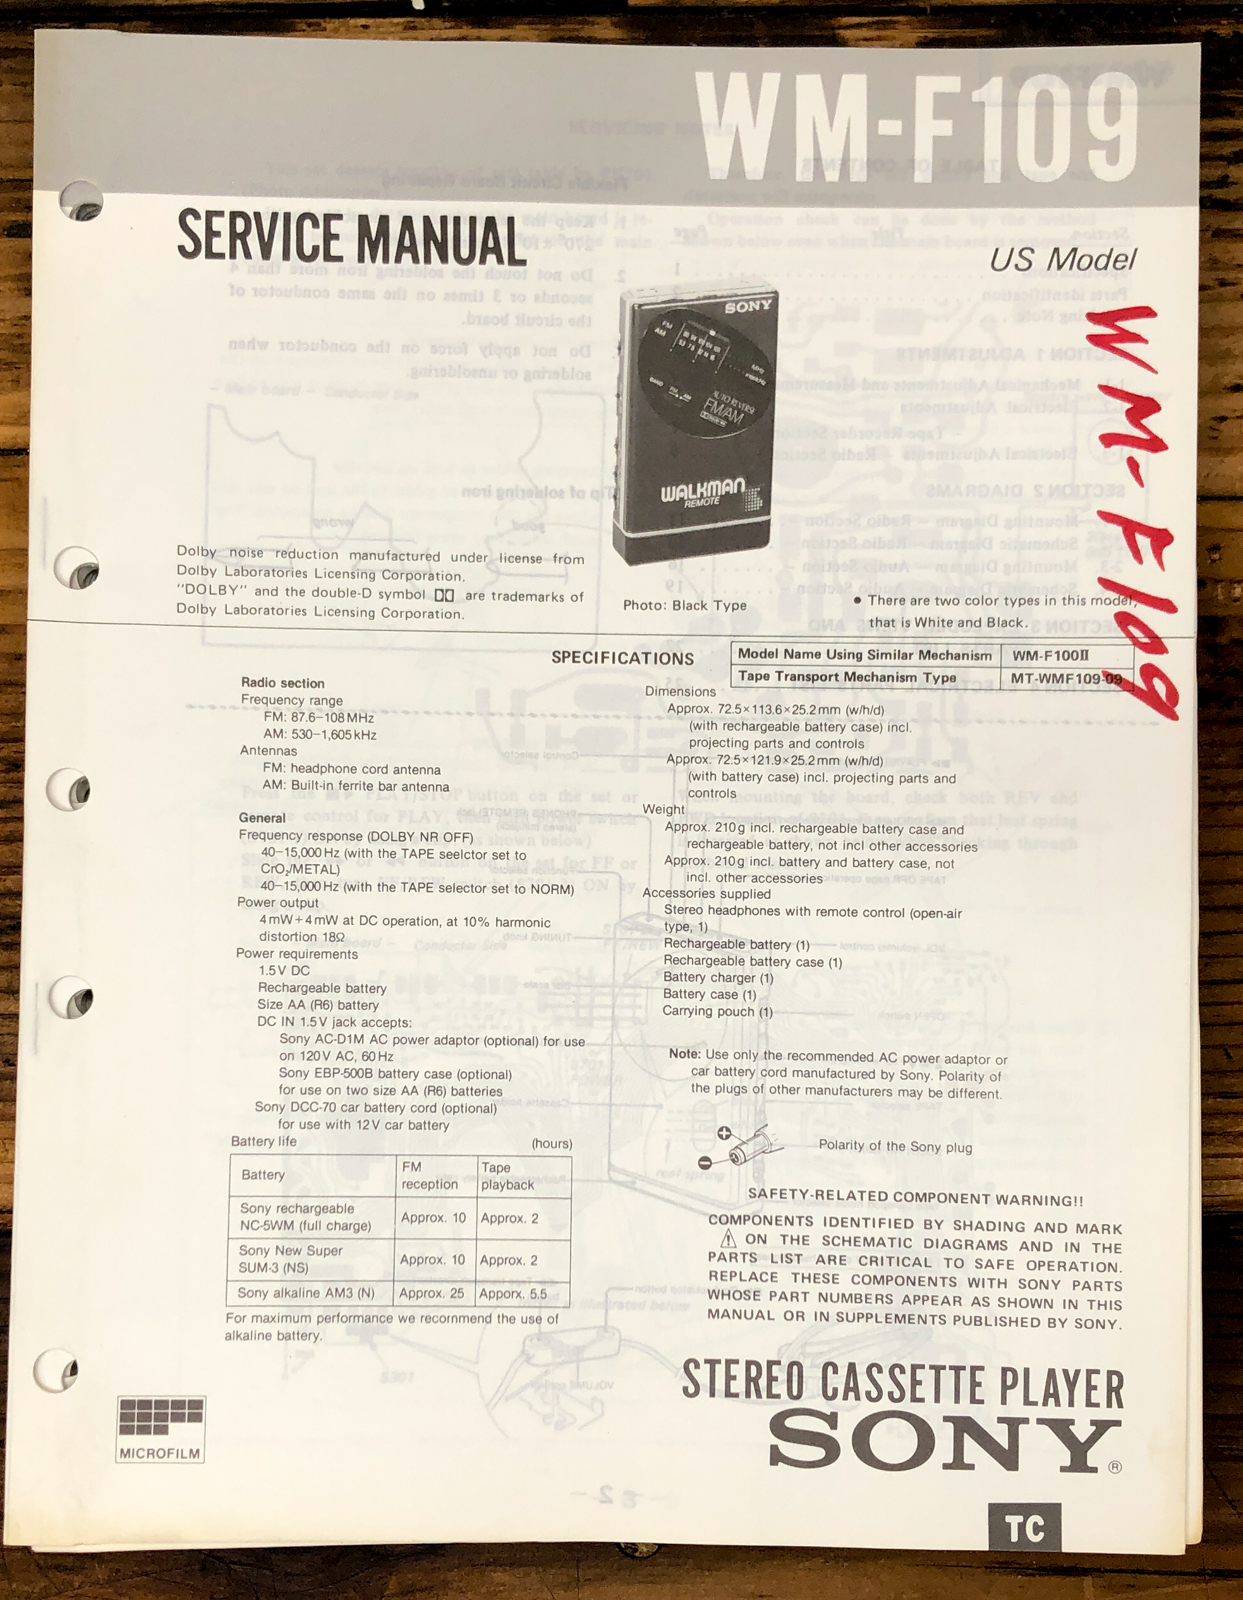 WM-F109
SERVICE MANUAL
US Model
WM-F109
SONY
FM
AM
BAND
AUTO REVERSE
FM/AM
WALKMAN
REMOTE
Dolby noise reduction manufactured under license from
Dolby Laboratories Licensing Corporation.
"DOLBY" and the double-D symbol are trademarks of
Dolby Laboratories Licensing Corporation.
Photo: Black Type
• There are two color types in this model,
that is White and Black.
SPECIFICATIONS
Model Name Using Similar Mechanism WM-F100II
Tape Transport Mechanism Type MT-WMF109-09
Radio section
Frequency range
FM: 87.6–108 MHz
AM: 530–1,605 kHz
Antennas
FM: headphone cord antenna
AM: Built-in ferrite bar antenna
General
Frequency response (DOLBY NR OFF)
40–15,000 Hz (with the TAPE seelctor set to
CrO₂/METAL)
40–15,000 Hz (with the TAPE selector set to NORM)
Power output
4 mW + 4 mW at DC operation, at 10% harmonic
distortion 18Ω
Power requirements
1.5 V DC
Rechargeable battery
Size AA (R6) battery
DC IN 1.5 V jack accepts:
Sony AC-D1M AC power adaptor (optional) for use
on 120 V AC, 60 Hz
Sony EBP-500B battery case (optional)
for use on two size AA (R6) batteries
Sony DCC-70 car battery cord (optional)
for use with 12 V car battery
Battery life (hours)
Battery FM reception Tape playback
Sony rechargeable NC-5WM (full charge) Approx. 10 Approx. 2
Sony New Super SUM-3 (NS) Approx. 10 Approx. 2
Sony alkaline AM3 (N) Approx. 25 Apporx. 5.5
For maximum performance we recornmend the use of
alkaline battery.
Dimensions
Approx. 72.5×113.6×25.2 mm (w/h/d)
(with rechargeable battery case) incl.
projecting parts and controls
Approx. 72.5×121.9×25.2 mm (w/h/d)
(with battery case) incl. projecting parts and
controls
Weight
Approx. 210 g incl. rechargeable battery case and
rechargeable battery, not incl other accessories
Approx. 210 g incl. battery and battery case, not
incl. other accessories
Accessories supplied
Stereo headphones with remote control (open-air
type, 1)
Rechargeable battery (1)
Rechargeable battery case (1)
Battery charger (1)
Battery case (1)
Carrying pouch (1)
Note: Use only the recommended AC power adaptor or
car battery cord manufactured by Sony. Polarity of
the plugs of other manufacturers may be different.
Polarity of the Sony plug
SAFETY-RELATED COMPONENT WARNING!!
COMPONENTS IDENTIFIED BY SHADING AND MARK
⚠ ON THE SCHEMATIC DIAGRAMS AND IN THE
PARTS LIST ARE CRITICAL TO SAFE OPERATION.
REPLACE THESE COMPONENTS WITH SONY PARTS
WHOSE PART NUMBERS APPEAR AS SHOWN IN THIS
MANUAL OR IN SUPPLEMENTS PUBLISHED BY SONY.
STEREO CASSETTE PLAYER
SONY®
MICROFILM
TC